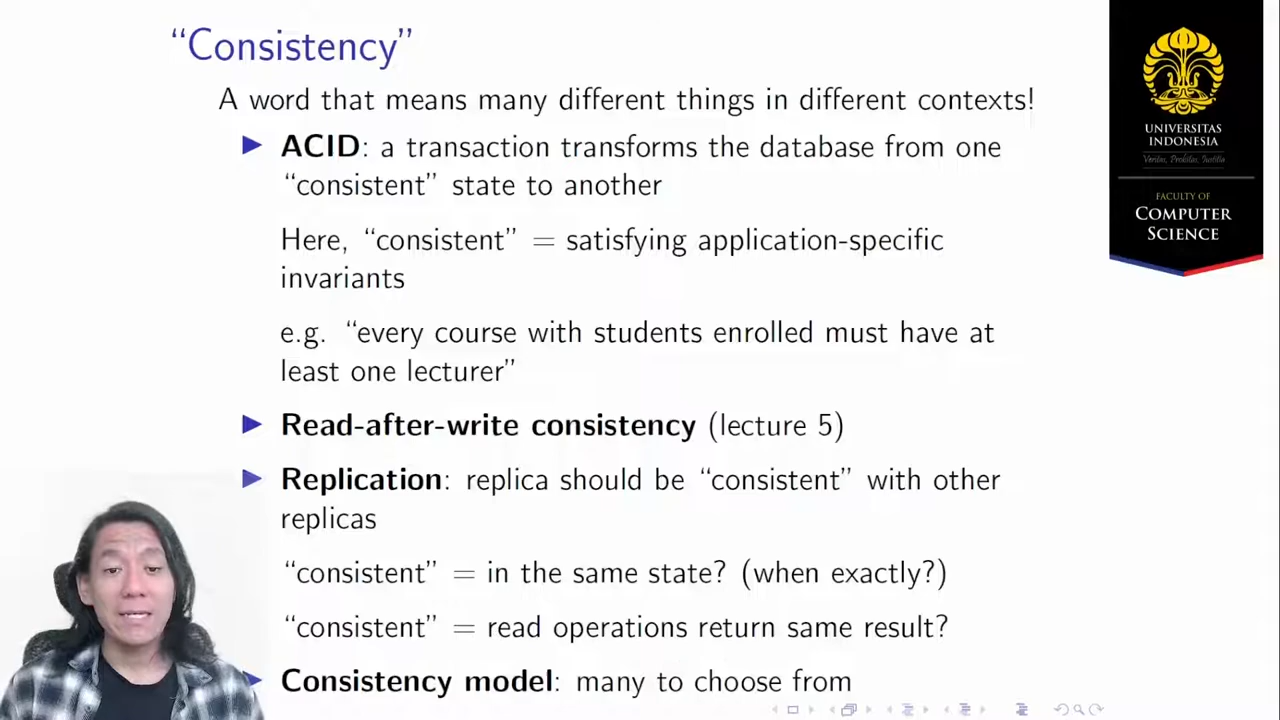 “Consistency”
A word that means many different things in different contexts!
ACID: a transaction transforms the database from one
“consistent” state to another
Here, “consistent” = satisfying application-specific
invariants
e.g. “every course with students enrolled must have at
least one lecturer”
Read-after-write consistency (lecture 5)
Replication: replica should be “consistent” with other
replicas
“consistent” = in the same state? (when exactly?)
“consistent” = read operations return same result?
Consistency model: many to choose from
UNIVERSITAS
INDONESIA
Veritas, Probitas, Iustitia
FACULTY OF
COMPUTER
SCIENCE